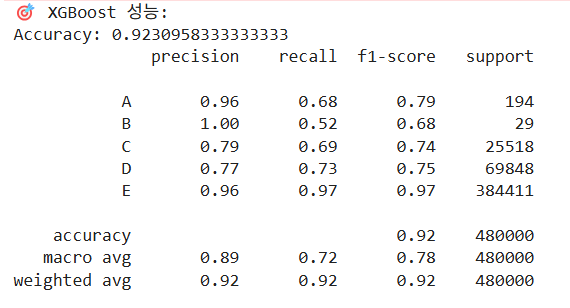 🎯 XGBoost 성능:
Accuracy: 0.9230958333333333
precision recall f1-score support
A 0.96 0.68 0.79 194
B 1.00 0.52 0.68 29
C 0.79 0.69 0.74 25518
D 0.77 0.73 0.75 69848
E 0.96 0.97 0.97 384411
accuracy 0.92 480000
macro avg 0.89 0.72 0.78 480000
weighted avg 0.92 0.92 0.92 480000